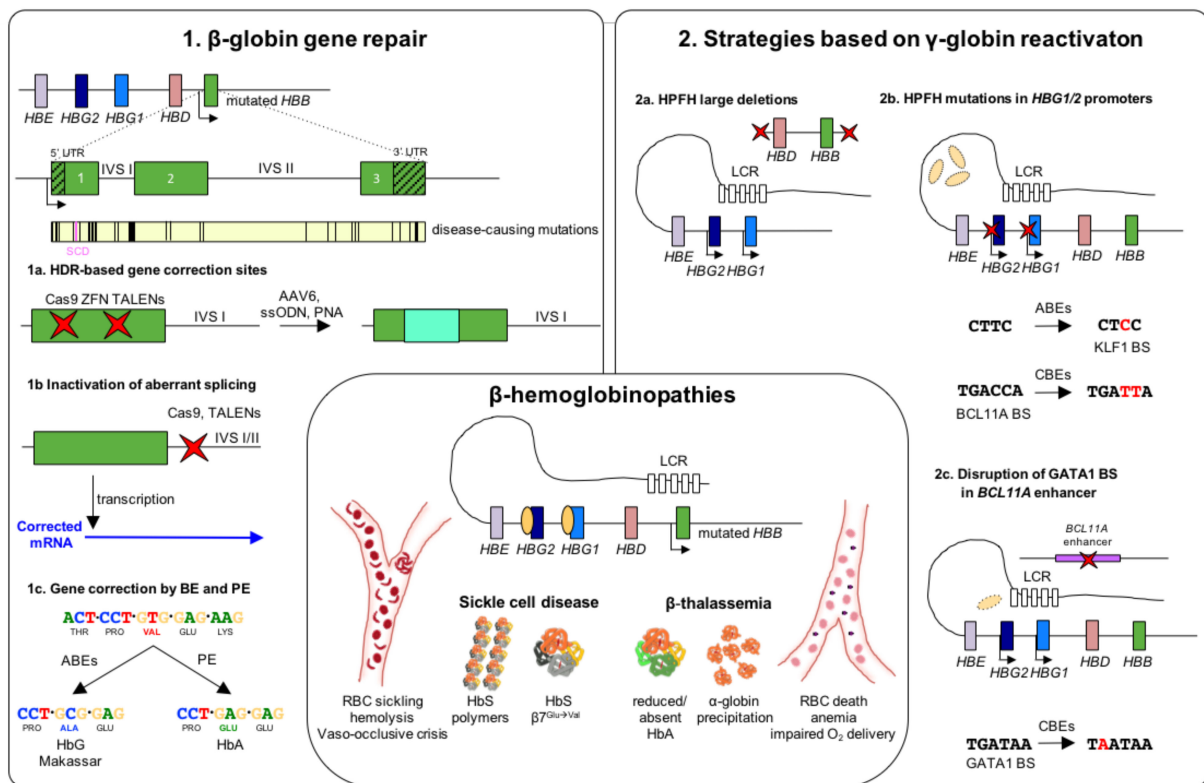 1. β-globin gene repair
HBE
HBG2
HBG1
HBD
mutated HBB
5' UTR
3' UTR
1
IVS I
2
IVS II
3
SCD
disease-causing mutations
1a. HDR-based gene correction sites
Cas9 ZFN TALENs
IVS I
AAV6,
ssODN, PNA
IVS I
1b Inactivation of aberrant splicing
Cas9, TALENs
IVS I/II
transcription
Corrected
mRNA
1c. Gene correction by BE and PE
ACT·CCT·GTG·GAG·AAG
THR PRO VAL GLU LYS
ABEs
PE
CCT·GCG·GAG
PRO ALA GLU
HbG
Makassar
CCT·GAG·GAG
PRO GLU GLU
HbA
2. Strategies based on γ-globin reactivaton
2a. HPFH large deletions
HBD
HBB
LCR
HBE
HBG2
HBG1
2b. HPFH mutations in HBG1/2 promoters
LCR
HBE
HBG2
HBG1
HBD
HBB
CTTC
ABEs
CTCC
KLF1 BS
TGACCA
BCL11A BS
CBEs
TGATTA
2c. Disruption of GATA1 BS
in BCL11A enhancer
BCL11A
enhancer
LCR
HBE
HBG2
HBG1
HBD
HBB
TGATAA
GATA1 BS
CBEs
TAATAA
β-hemoglobinopathies
LCR
HBE
HBG2
HBG1
HBD
mutated HBB
Sickle cell disease
RBC sickling
hemolysis
Vaso-occlusive crisis
HbS
polymers
HbS
β7Glu→Val
β-thalassemia
reduced/
absent
HbA
α-globin
precipitation
RBC death
anemia
impaired O2 delivery